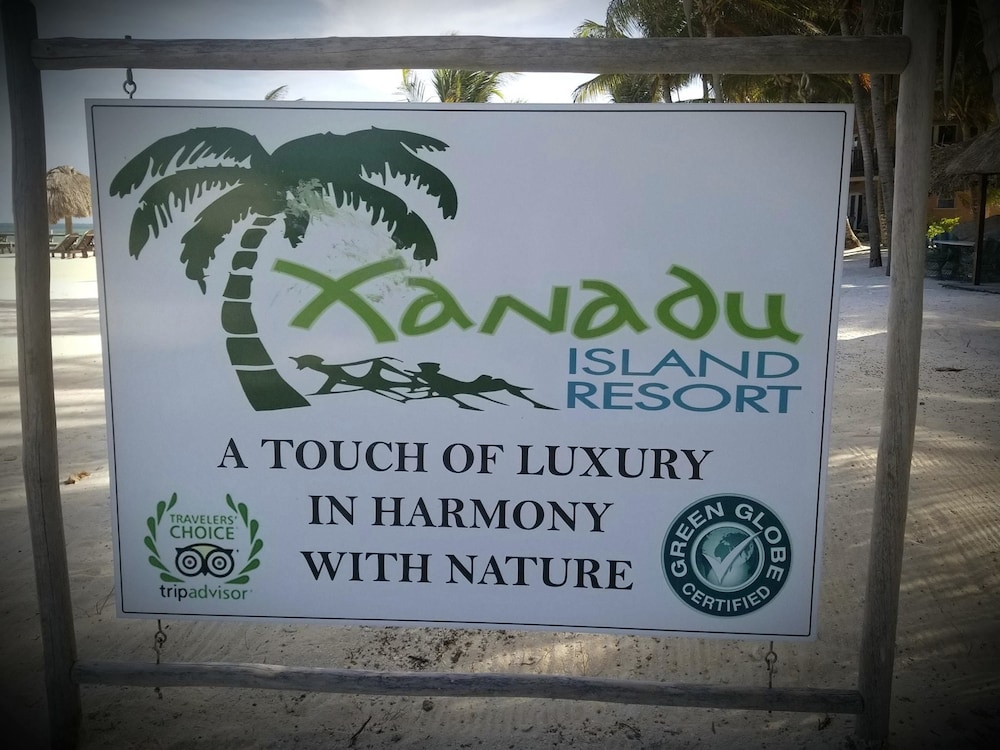 Xanadu
ISLAND
RESORT
A TOUCH OF LUXURY
IN HARMONY
WITH NATURE
TRAVELERS'
CHOICE
tripadvisor
GREEN GLOBE
CERTIFIED